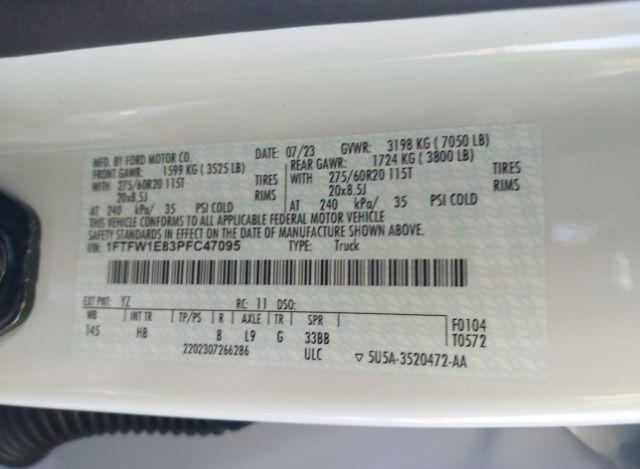 MFD. BY FORD MOTOR CO. DATE: 07/23 GVWR: 3198 KG ( 7050 LB)
FRONT GAWR: 1599 KG ( 3525 LB) REAR GAWR: 1724 KG ( 3800 LB)
WITH 275/60R20 115T TIRES WITH 275/60R20 115T TIRES
20x8.5J RIMS 20x8.5J RIMS
AT 240 kPa/ 35 PSI COLD AT 240 kPa/ 35 PSI COLD
THIS VEHICLE CONFORMS TO ALL APPLICABLE FEDERAL MOTOR VEHICLE
SAFETY STANDARDS IN EFFECT ON THE DATE OF MANUFACTURE SHOWN ABOVE.
VIN: 1FTFW1E83PFC47095 TYPE: Truck
EXT PNT: YZ RC: 11 DSO:
WB INT TR TP/PS R AXLE TR SPR F0104
145 HB 8 L9 G 33BB T0572
2202307266286 ULC ▽ 5U5A-3520472-AA